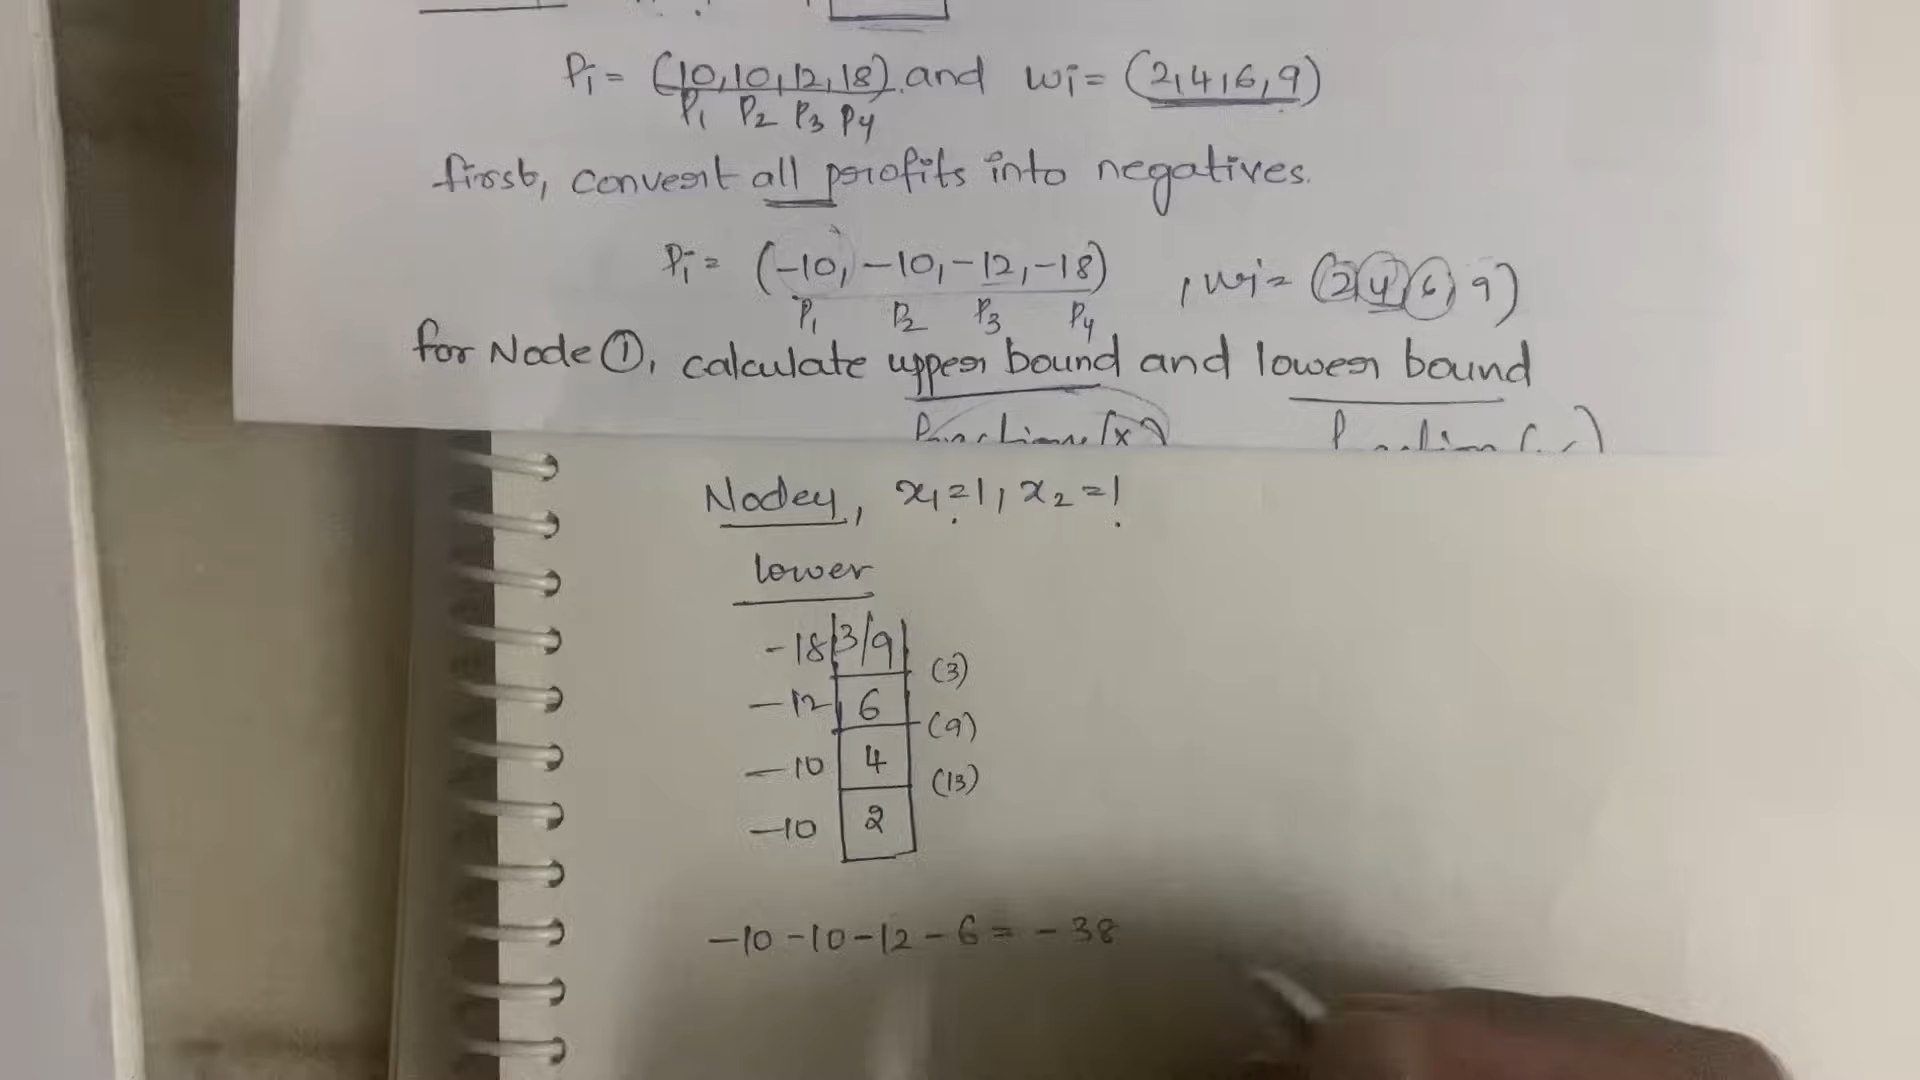 Pi = (10,10,12,18) and wi = (2,4,6,9)
P1 P2 P3 P4
first, convert all profits into negatives.
Pi = (-10, -10, -12, -18) , wi = (2,4,6,9)
P1 P2 P3 P4
for Node ①, calculate upper bound and lower bound
Node4, x1=1, x2=1
lower
-18 3/9
(3)
-12 6
(9)
-10 4
(13)
-10 2
-10-10-12-6 = -38